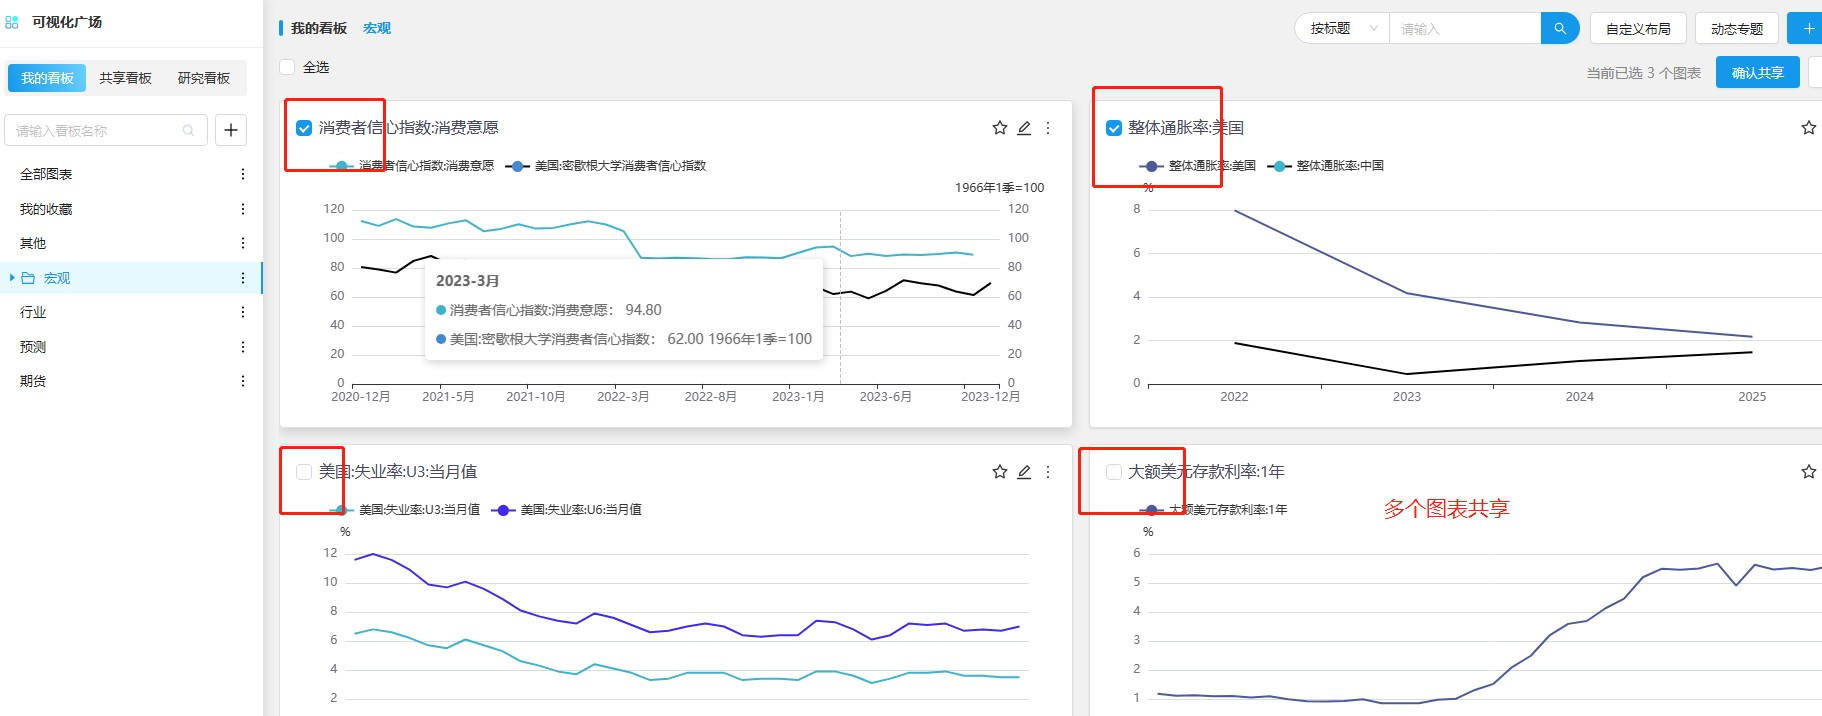 可视化广场
我的看板 共享看板 研究看板
请输入看板名称
全部图表
我的收藏
其他
宏观
行业
预测
期货
我的看板 宏观
按标题 请输入 自定义布局 动态专题
全选
当前已选 3 个图表 确认共享
消费者信心指数:消费意愿
消费者信心指数:消费意愿 美国:密歇根大学消费者信心指数
1966年1季=100
120 120
100 100
80 80
60 60
40 40
20 20
0 0
2023-3月
消费者信心指数:消费意愿: 94.80
美国:密歇根大学消费者信心指数: 62.00 1966年1季=100
2020-12月 2021-5月 2021-10月 2022-3月 2022-8月 2023-1月 2023-6月 2023-12月
整体通胀率:美国
整体通胀率:美国 整体通胀率:中国
%
8
6
4
2
0
2022 2023 2024 2025
美国:失业率:U3:当月值
美国:失业率:U3:当月值 美国:失业率:U6:当月值
%
12
10
8
6
4
2
大额美元存款利率:1年
大额美元存款利率:1年
多个图表共享
%
6
5
4
3
2
1